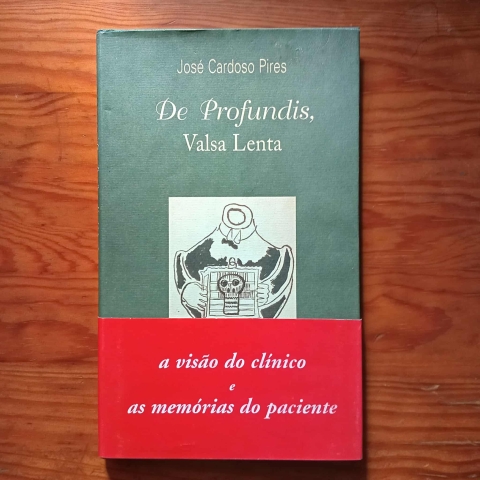 José Cardoso Pires
De Profundis,
Valsa Lenta
a visão do clínico
e
as memórias do paciente